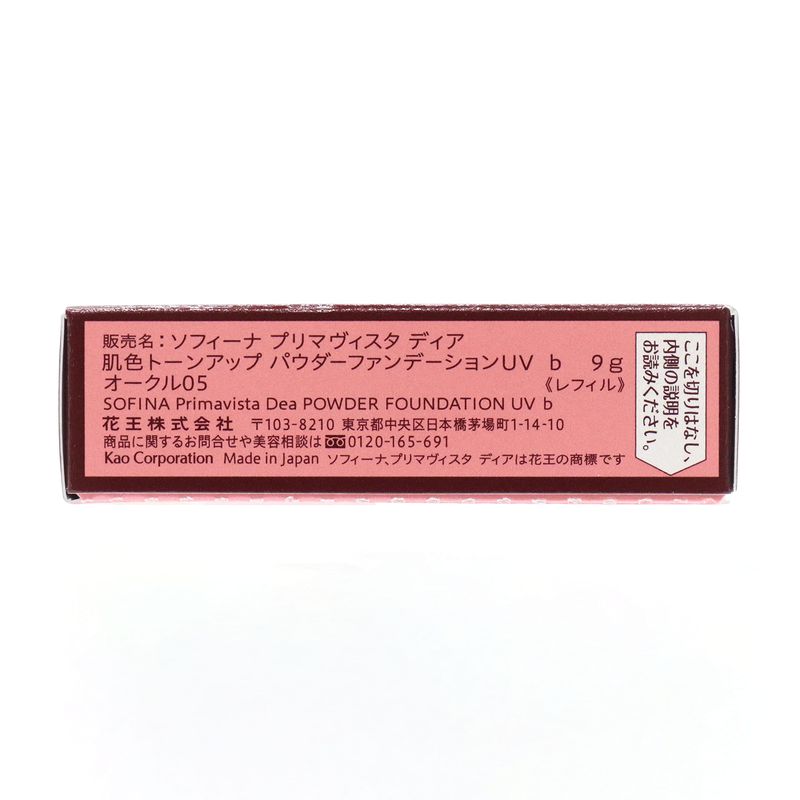 販売名：ソフィーナ プリマヴィスタ ディア
肌色トーンアップ パウダーファンデーションUV b 9g
オークル05 《レフィル》
SOFINA Primavista Dea POWDER FOUNDATION UV b
花王株式会社 〒103-8210 東京都中央区日本橋茅場町1-14-10
商品に関するお問合せや美容相談は 0120-165-691
Kao Corporation Made in Japan ソフィーナ、プリマヴィスタ ディアは花王の商標です
ここを切りはなし、
内側の説明を
お読みください。